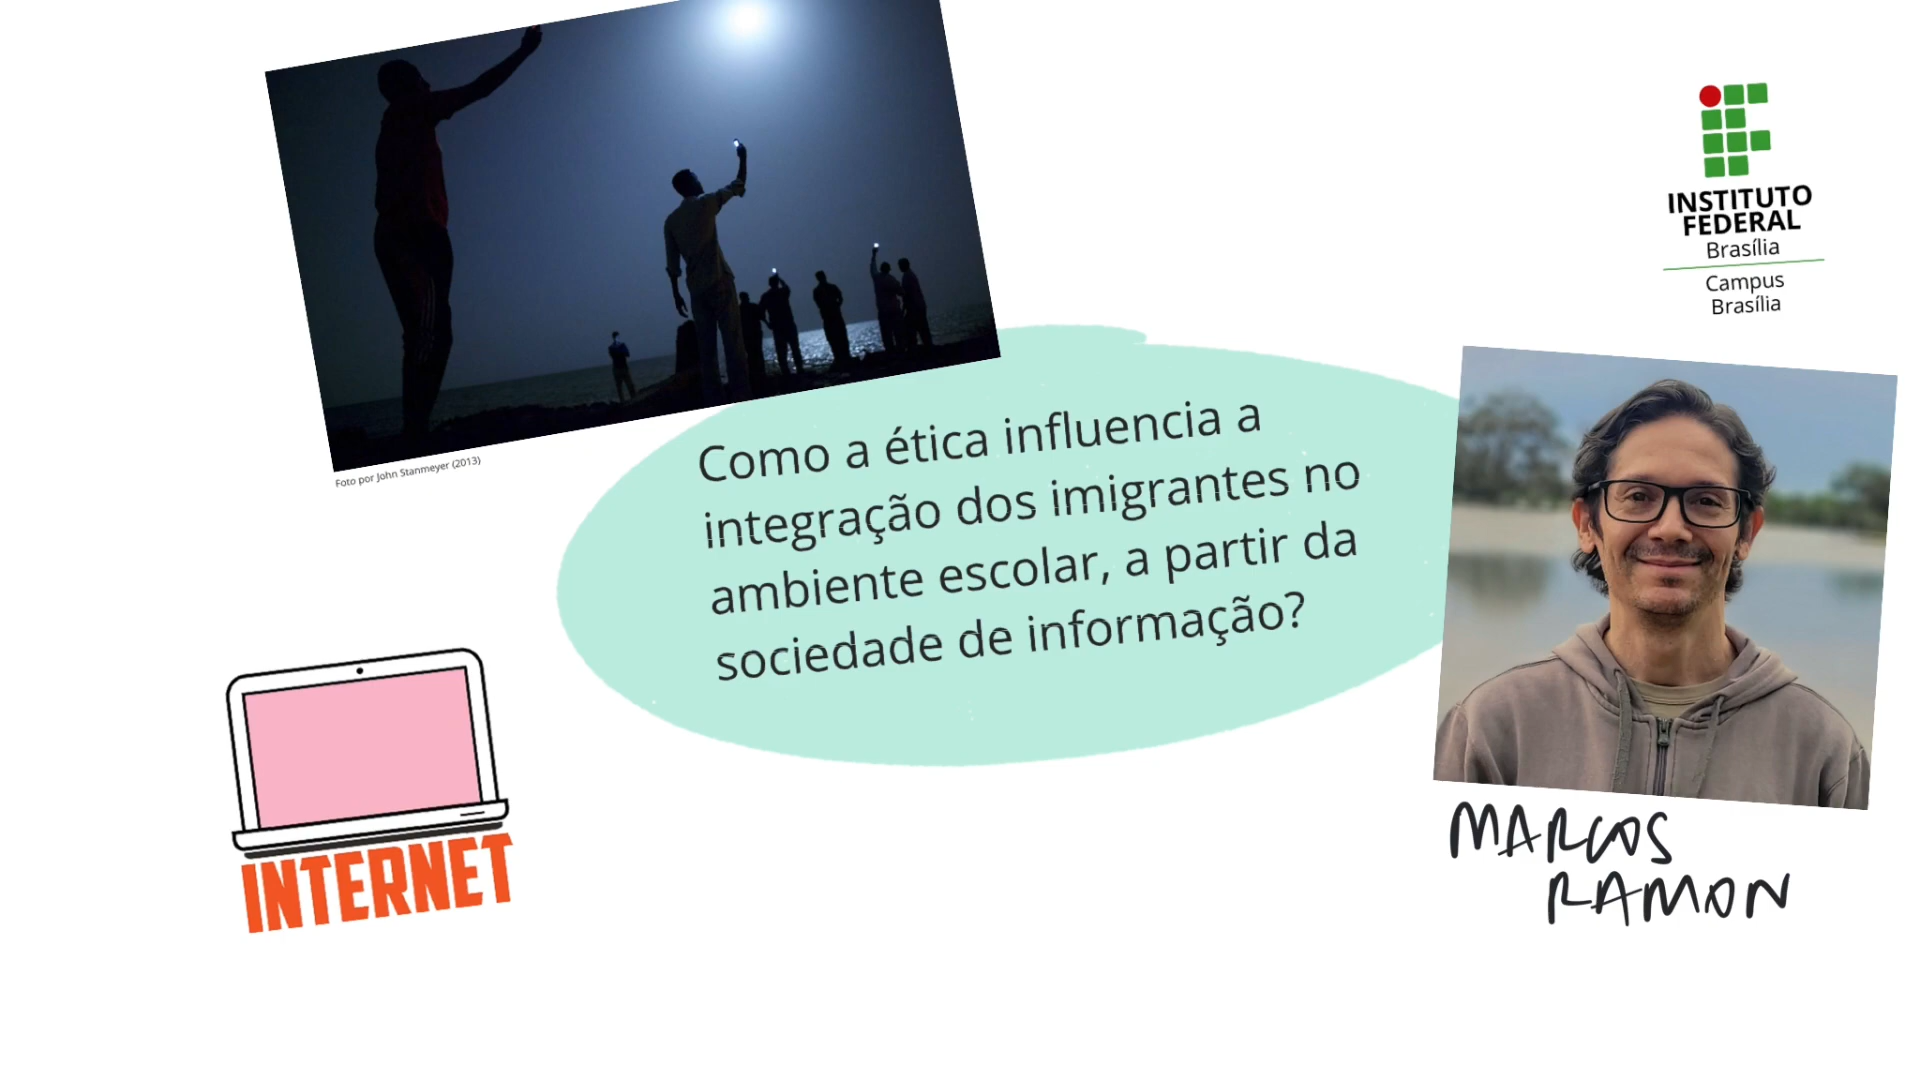 Foto por John Stanmeyer (2013)
Como a ética influencia a
integração dos imigrantes no
ambiente escolar, a partir da
sociedade de informação?
INTERNET
INSTITUTO
FEDERAL
Brasília
Campus
Brasília
MARCOS
RAMON